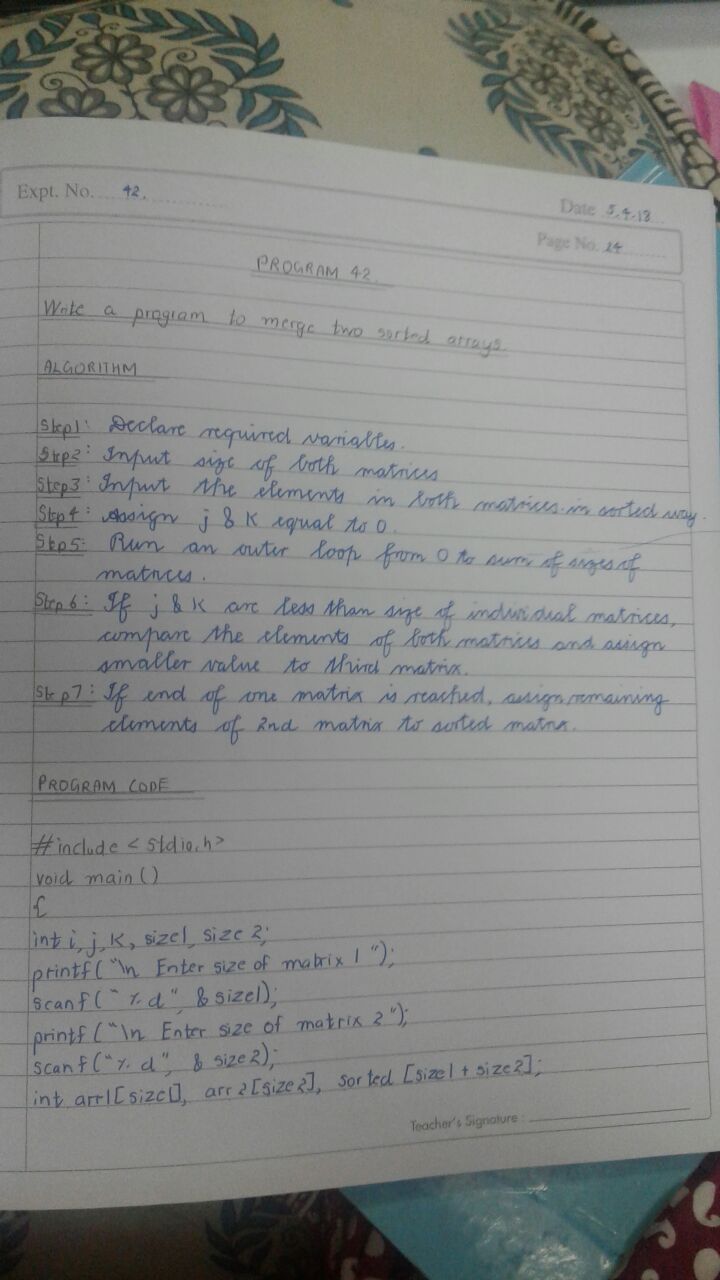 Expt. No. 42.
Date 5.4.18
Page No. 24
PROGRAM 42.
Write a program to merge two sorted arrays
ALGORITHM
Step1: Declare required variables.
Step2: Input size of both matrices
Step3: Input the elements in both matrices in sorted way.
Step4: Assign j & K equal to 0.
Step5: Run an outer loop from 0 to sum of sizes of
matrices.
Step 6: If j & K are less than size of individual matrices,
compare the elements of both matrices and assign
smaller value to third matrix.
Step7: If end of one matrix is reached, assign remaining
elements of 2nd matrix to sorted matrix.
PROGRAM CODE
#include <stdio.h>
void main()
{
int i, j, K, size1, size 2;
printf("\n Enter size of matrix 1 ");
scanf("%d", & size1);
printf ("\n Enter size of matrix 2");
scanf("%d", & size2);
int arr1[size1], arr2[size2], sorted [size1 + size2];
Teacher's Signature :